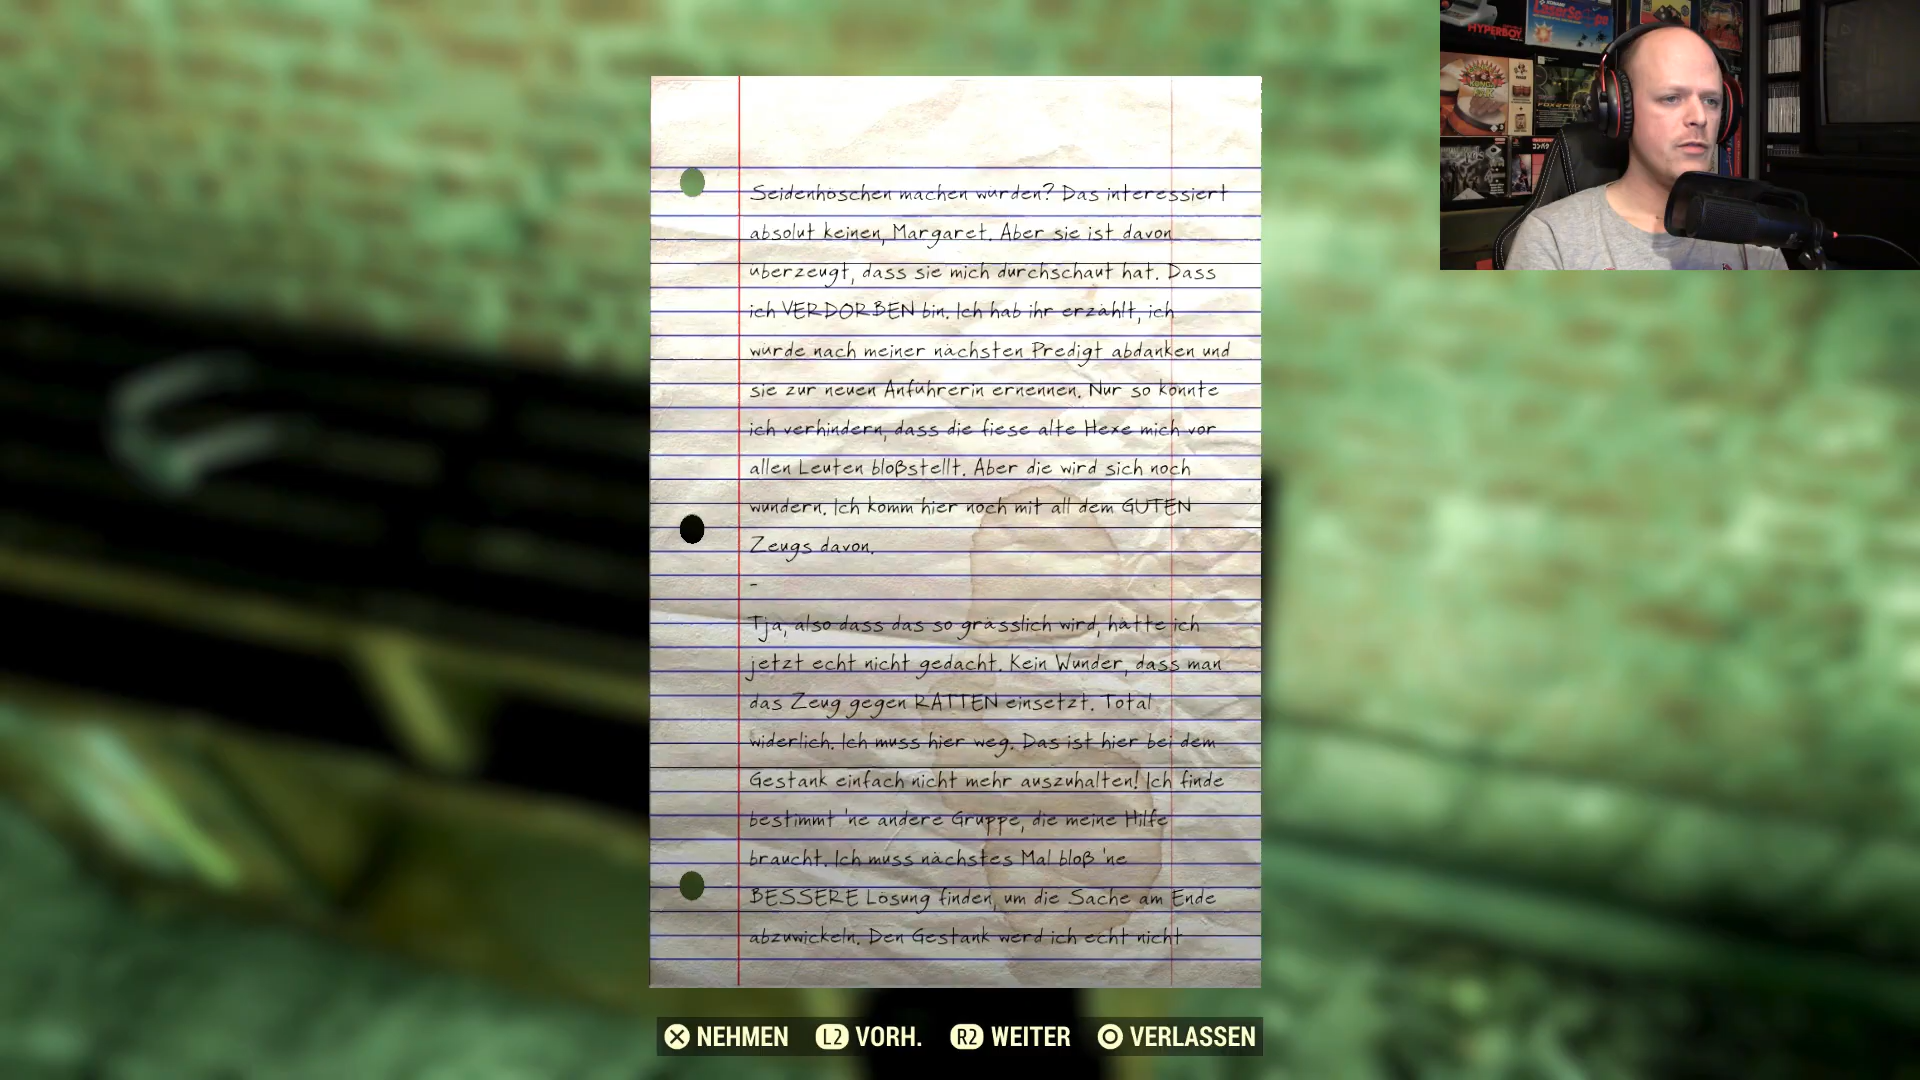 Seidenhöschen machen würden? Das interessiert
absolut keinen, Margaret. Aber sie ist davon
überzeugt, dass sie mich durchschaut hat. Dass
ich VERDORBEN bin. Ich hab ihr erzählt, ich
würde nach meiner nächsten Predigt abdanken und
sie zur neuen Anführerin ernennen. Nur so konnte
ich verhindern, dass die fiese alte Hexe mich vor
allen Leuten bloßstellt. Aber die wird sich noch
wundern. Ich komm hier noch mit all dem GUTEN
Zeugs davon.
-
Tja, also dass das so grässlich wird, hätte ich
jetzt echt nicht gedacht. Kein Wunder, dass man
das Zeug gegen RATTEN einsetzt. Total
widerlich. Ich muss hier weg. Das ist hier bei dem
Gestank einfach nicht mehr auszuhalten! Ich finde
bestimmt 'ne andere Gruppe, die meine Hilfe
braucht. Ich muss nächstes Mal bloß 'ne
BESSERE Lösung finden, um die Sache am Ende
abzuwickeln. Den Gestank werd ich echt nicht
NEHMEN L2 VORH. R2 WEITER VERLASSEN
HYPERBOY
KONAMI